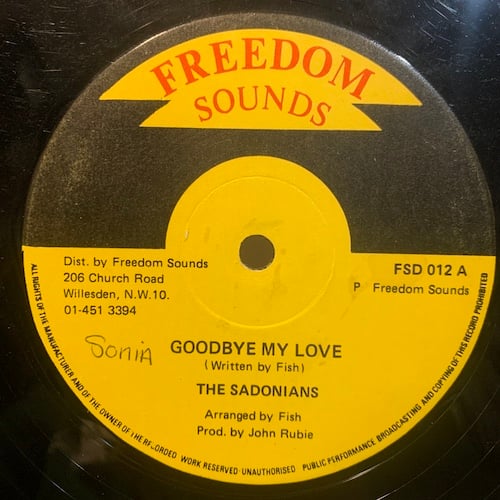 FREEDOM
SOUNDS
Dist. by Freedom Sounds
206 Church Road
Willesden, N.W.10.
01-451 3394
FSD 012 A
P Freedom Sounds
Sonia
GOODBYE MY LOVE
(Written by Fish)
THE SADONIANS
Arranged by Fish
Prod. by John Rubie
ALL RIGHTS OF THE MANUFACTURER AND OF THE OWNER OF THE RECORDED WORK RESERVED·UNAUTHORISED PUBLIC PERFORMANCE BROADCASTING AND COPYING OF THIS RECORD PROHIBITED